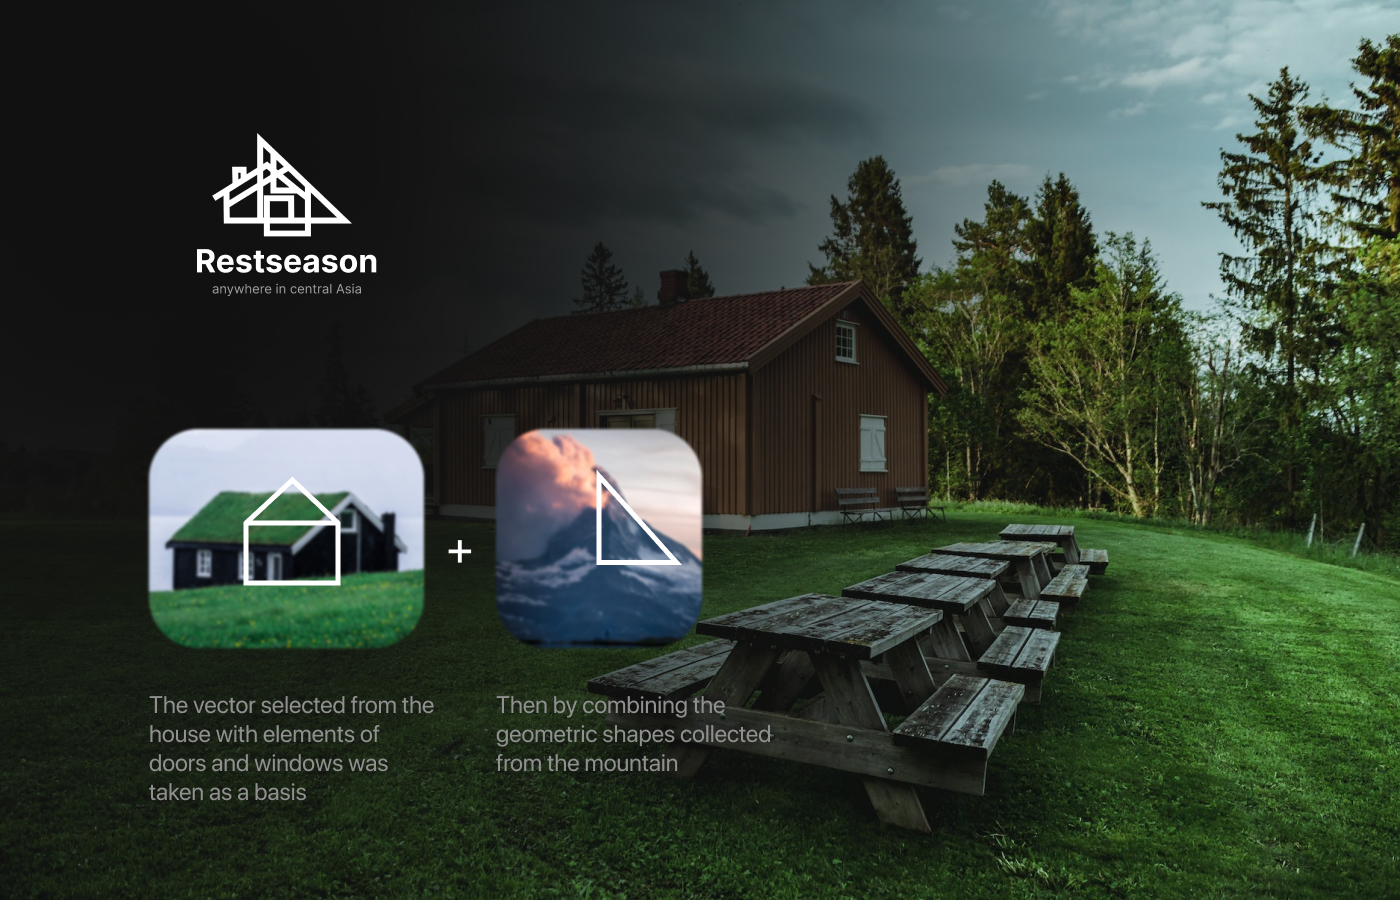 Restseason
anywhere in central Asia
+
The vector selected from the
house with elements of
doors and windows was
taken as a basis
Then by combining the
geometric shapes collected
from the mountain